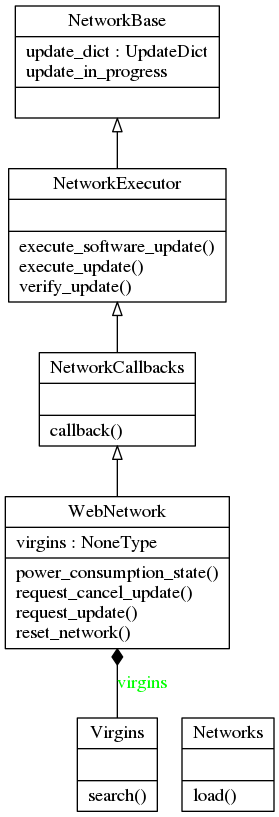 NetworkBase
update_dict : UpdateDict
update_in_progress
NetworkExecutor
execute_software_update()
execute_update()
verify_update()
NetworkCallbacks
callback()
WebNetwork
virgins : NoneType
power_consumption_state()
request_cancel_update()
request_update()
reset_network()
virgins
Virgins
search()
Networks
load()